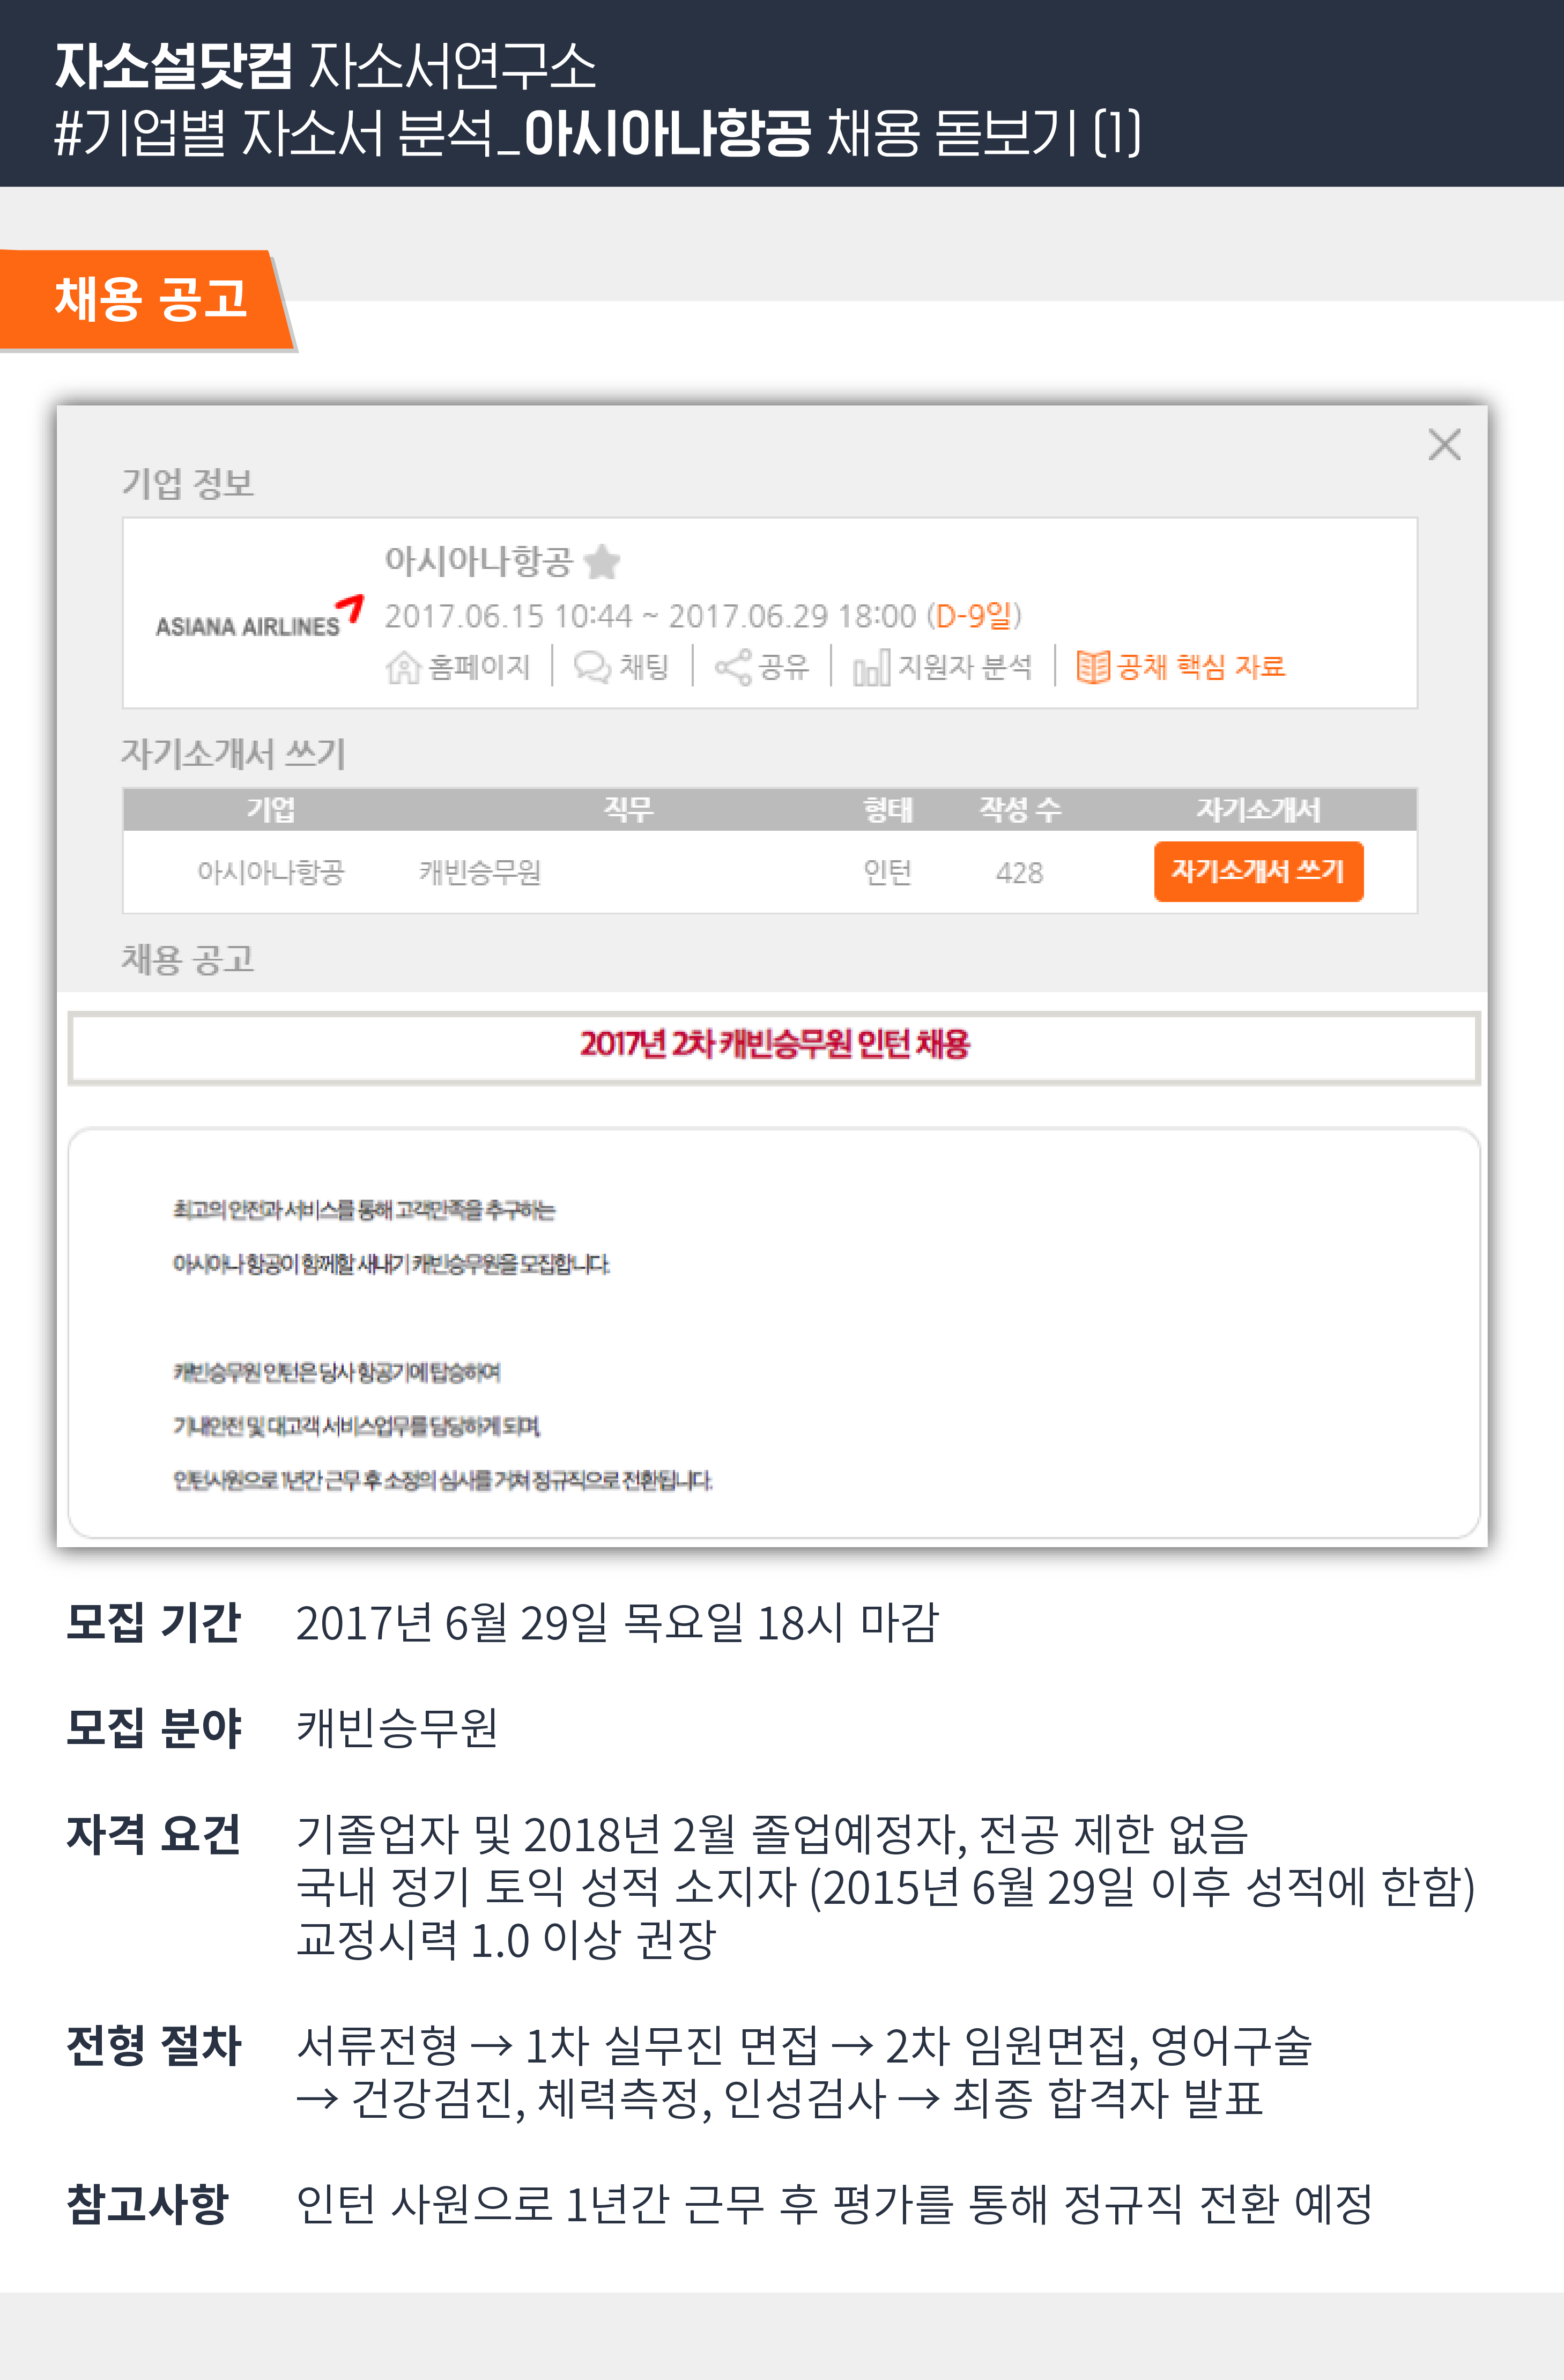 자소설닷컴 자소서연구소
#기업별 자소서 분석_아시아나항공 채용 돋보기 (1)
채용 공고
기업 정보
아시아나항공
ASIANA AIRLINES
2017.06.15 10:44 ~ 2017.06.29 18:00 (D-9일)
홈페이지 채팅 공유 지원자 분석 공채 핵심 자료
자기소개서 쓰기
기업 직무 형태 작성 수 자기소개서
아시아나항공 캐빈승무원 인턴 428 자기소개서 쓰기
채용 공고
2017년 2차 캐빈승무원 인턴 채용
최고의 안전과 서비스를 통해 고객만족을 추구하는
아시아나 항공이 함께할 새내기 캐빈승무원을 모집합니다.
캐빈승무원 인턴은 당사 항공기에 탑승하여
기내안전 및 대고객 서비스업무를 담당하게 되며,
인턴사원으로 1년간 근무 후 소정의 심사를 거쳐 정규직으로 전환됩니다.
모집 기간 2017년 6월 29일 목요일 18시 마감
모집 분야 캐빈승무원
자격 요건 기졸업자 및 2018년 2월 졸업예정자, 전공 제한 없음
국내 정기 토익 성적 소지자 (2015년 6월 29일 이후 성적에 한함)
교정시력 1.0 이상 권장
전형 절차 서류전형 → 1차 실무진 면접 → 2차 임원면접, 영어구술
→ 건강검진, 체력측정, 인성검사 → 최종 합격자 발표
참고사항 인턴 사원으로 1년간 근무 후 평가를 통해 정규직 전환 예정